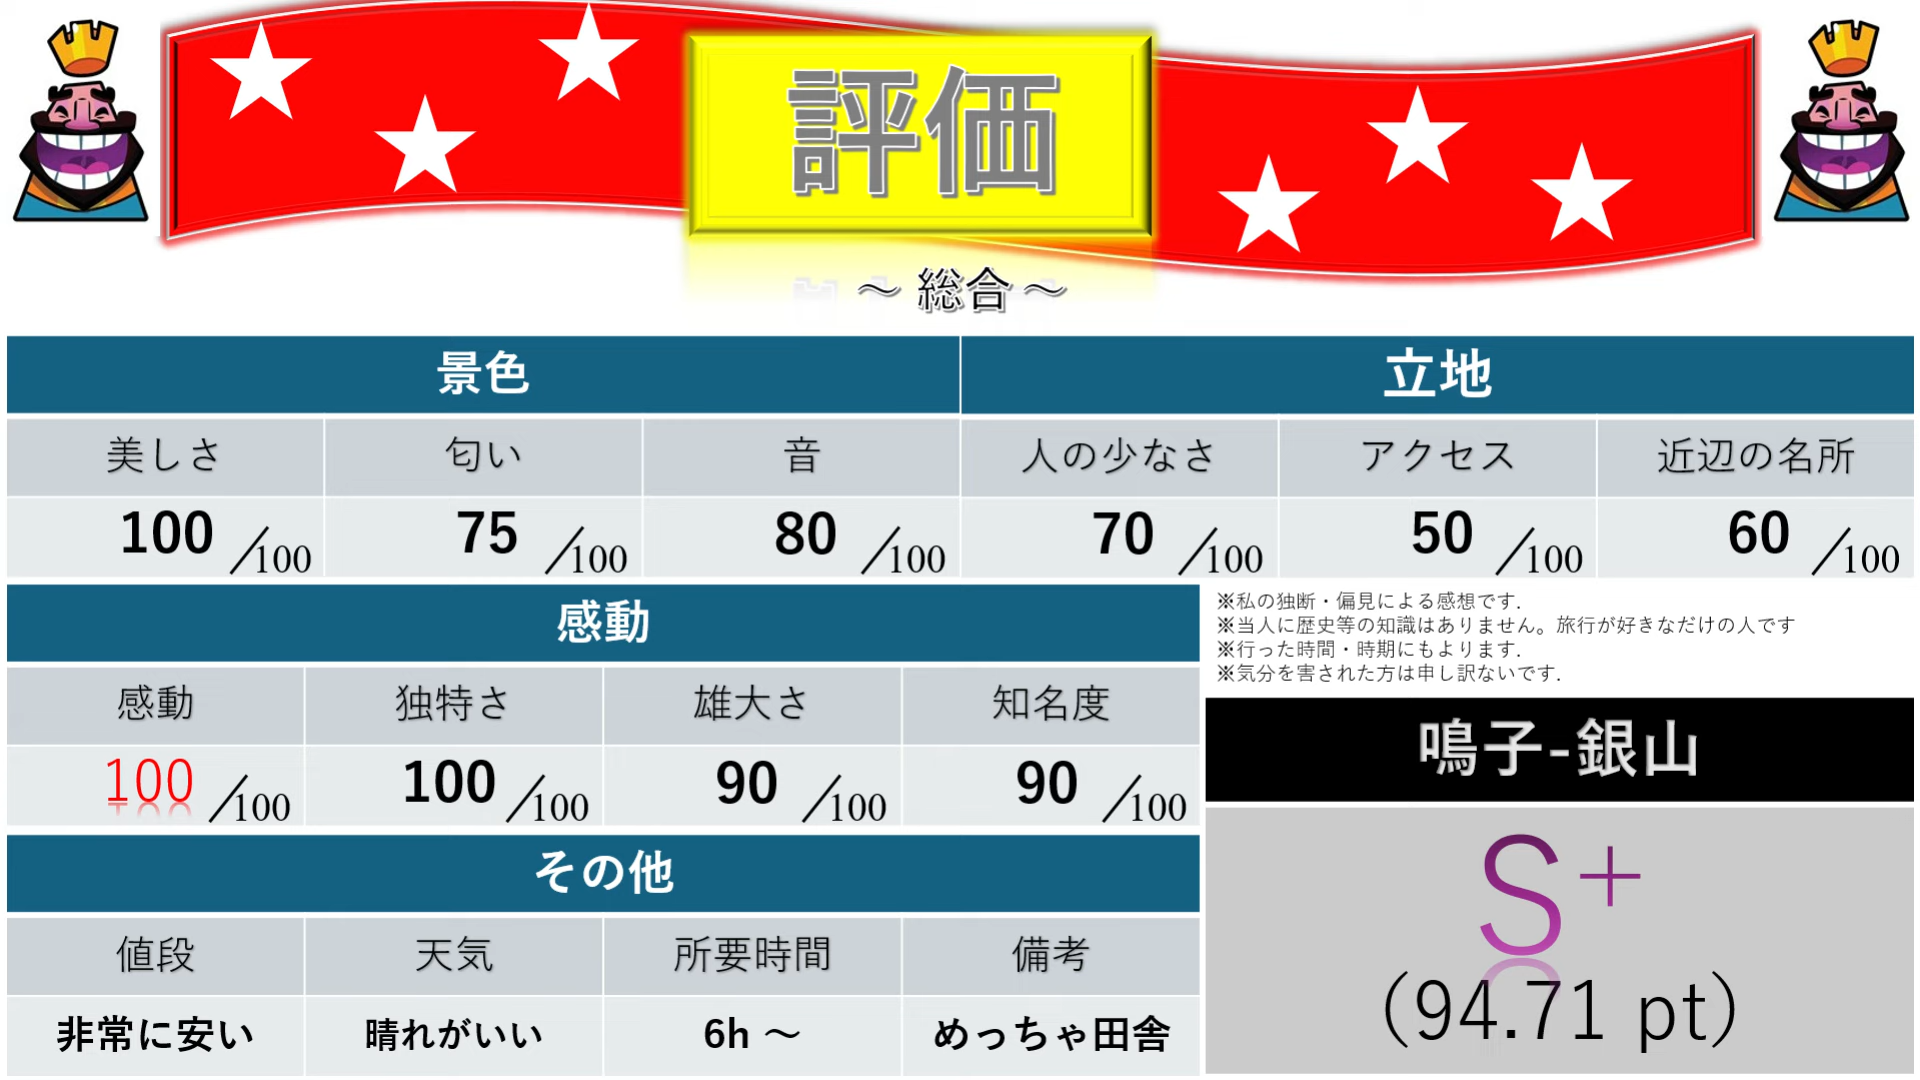 評価
～ 総合 ～
景色 立地
美しさ 匂い 音 人の少なさ アクセス 近辺の名所
100 /100 75 /100 80 /100 70 /100 50 /100 60 /100
感動
感動 独特さ 雄大さ 知名度
100 /100 100 /100 90 /100 90 /100
その他
値段 天気 所要時間 備考
非常に安い 晴れがいい 6h ～ めっちゃ田舎
※私の独断・偏見による感想です.
※当人に歴史等の知識はありません。旅行が好きなだけの人です
※行った時間・時期にもよります.
※気分を害された方は申し訳ないです.
鳴子-銀山
S+
(94.71 pt)